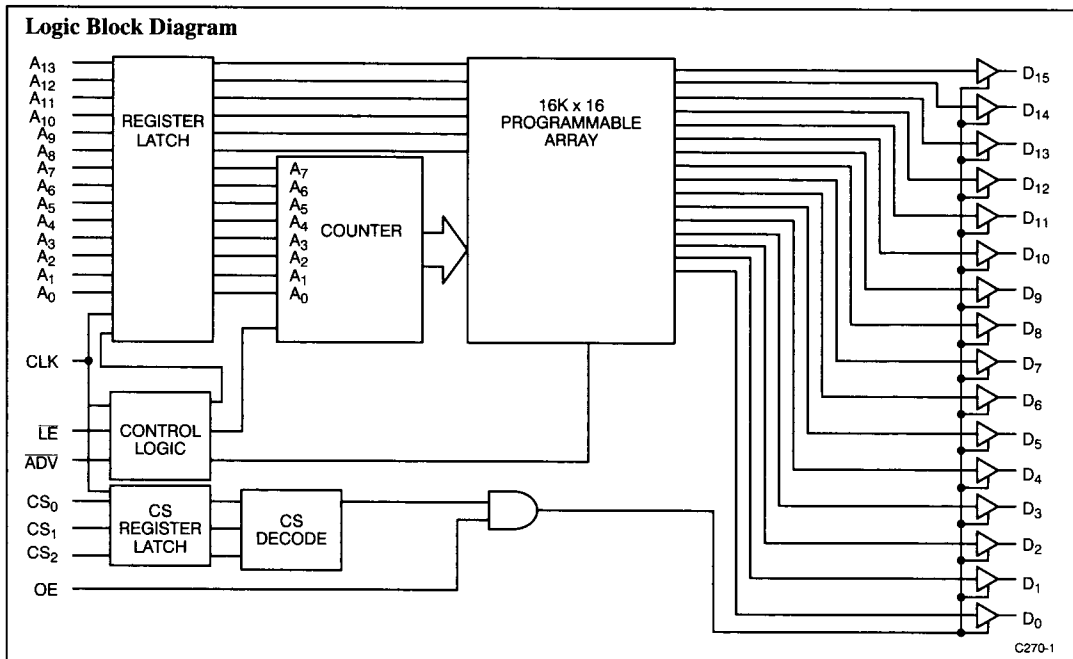 Logic Block Diagram
A13
A12
A11
A10
A9
A8
A7
A6
A5
A4
A3
A2
A1
A0
CLK
LE
ADV
CS0
CS1
CS2
OE
REGISTER
LATCH
CONTROL
LOGIC
CS
REGISTER
LATCH
CS
DECODE
A7
A6
A5
A4
A3
A2
A1
A0
COUNTER
16K x 16
PROGRAMMABLE
ARRAY
D15
D14
D13
D12
D11
D10
D9
D8
D7
D6
D5
D4
D3
D2
D1
D0
C270-1